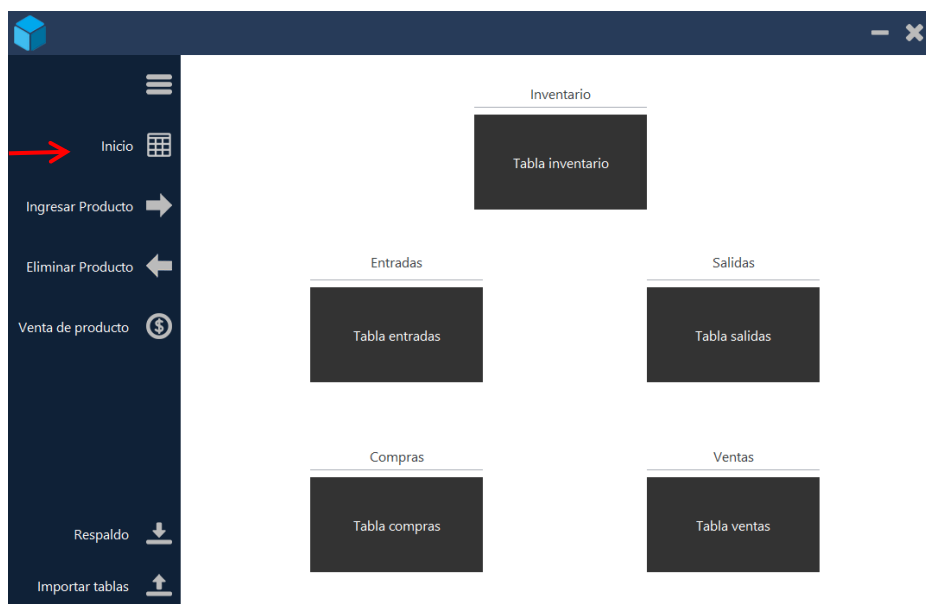 Inicio
Ingresar Producto
Eliminar Producto
Venta de producto
Respaldo
Importar tablas
Inventario
Tabla inventario
Entradas
Salidas
Tabla entradas
Tabla salidas
Compras
Ventas
Tabla compras
Tabla ventas